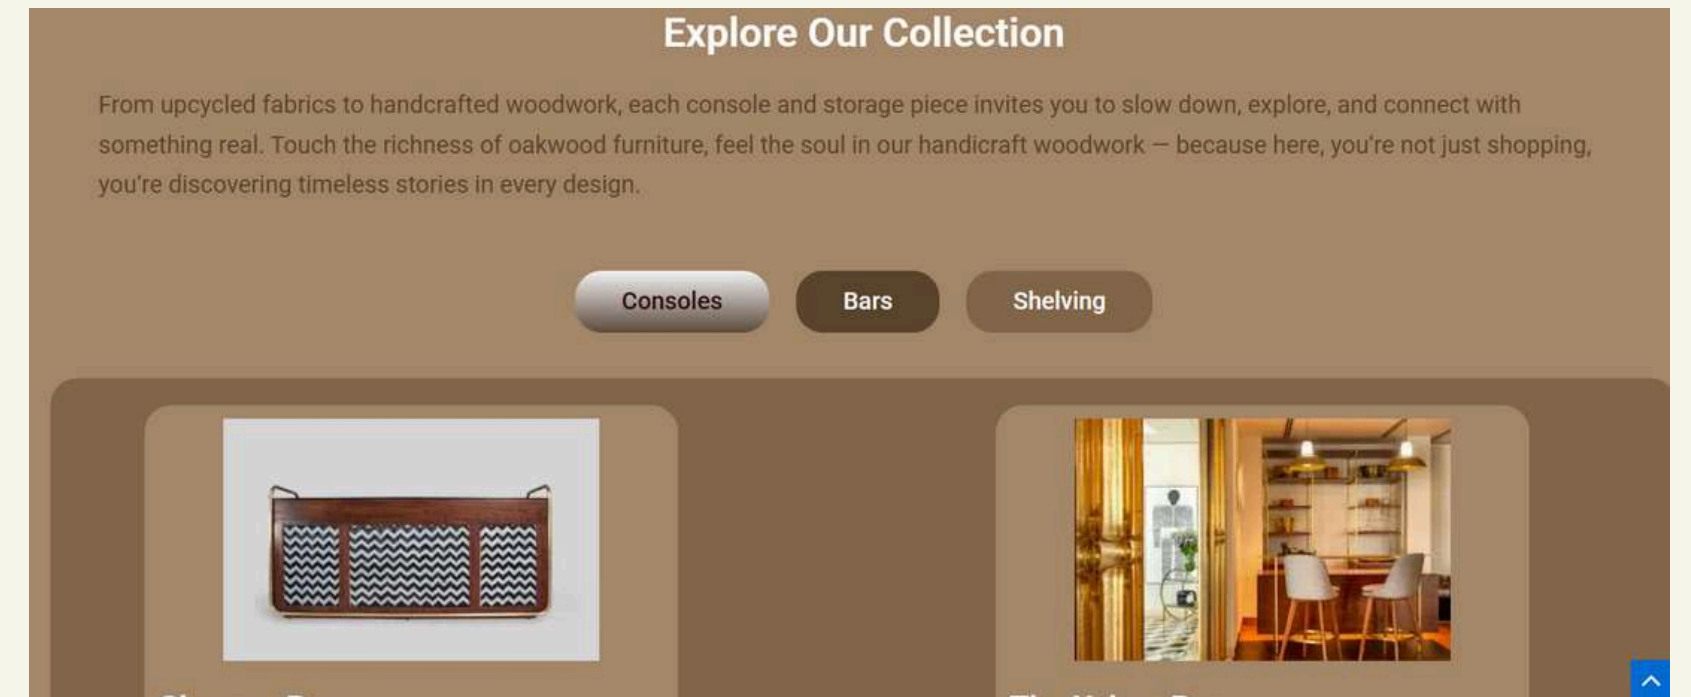 Explore Our Collection
From upcycled fabrics to handcrafted woodwork, each console and storage piece invites you to slow down, explore, and connect with
something real. Touch the richness of oakwood furniture, feel the soul in our handicraft woodwork — because here, you're not just shopping,
you're discovering timeless stories in every design.
Consoles
Bars
Shelving